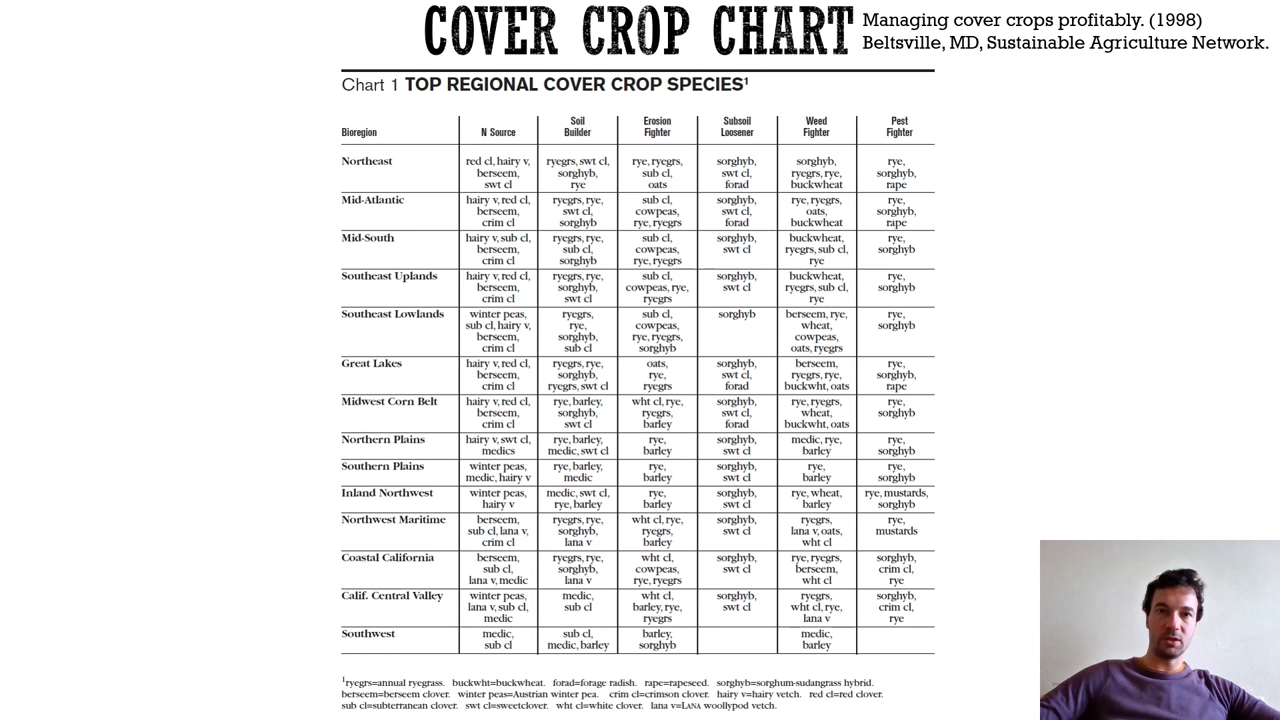 COVER CROP CHART
Managing cover crops profitably. (1998)
Beltsville, MD, Sustainable Agriculture Network.
Chart 1 TOP REGIONAL COVER CROP SPECIES¹
Bioregion | N Source | Soil Builder | Erosion Fighter | Subsoil Loosener | Weed Fighter | Pest Fighter
Northeast | red cl, hairy v, berseem, swt cl | ryegrs, swt cl, sorghyb, rye | rye, ryegrs, sub cl, oats | sorghyb, swt cl, forad | sorghyb, ryegrs, rye, buckwheat | rye, sorghyb, rape
Mid-Atlantic | hairy v, red cl, berseem, crim cl | ryegrs, rye, swt cl, sorghyb | sub cl, cowpeas, rye, ryegrs | sorghyb, swt cl, forad | rye, ryegrs, oats, buckwheat | rye, sorghyb, rape
Mid-South | hairy v, sub cl, berseem, crim cl | ryegrs, rye, sub cl, sorghyb | sub cl, cowpeas, rye, ryegrs | sorghyb, swt cl | buckwheat, ryegrs, sub cl, rye | rye, sorghyb
Southeast Uplands | hairy v, red cl, berseem, crim cl | ryegrs, rye, sorghyb, swt cl | sub cl, cowpeas, rye, ryegrs | sorghyb, swt cl | buckwheat, ryegrs, sub cl, rye | rye, sorghyb
Southeast Lowlands | winter peas, sub cl, hairy v, berseem, crim cl | ryegrs, rye, sorghyb, sub cl | sub cl, cowpeas, rye, ryegrs, sorghyb | sorghyb | berseem, rye, wheat, cowpeas, oats, ryegrs | rye, sorghyb
Great Lakes | hairy v, red cl, berseem, crim cl | ryegrs, rye, sorghyb, ryegrs, swt cl | oats, rye, ryegrs | sorghyb, swt cl, forad | berseem, ryegrs, rye, buckwht, oats | rye, sorghyb, rape
Midwest Corn Belt | hairy v, red cl, berseem, crim cl | rye, barley, sorghyb, swt cl | wht cl, rye, ryegrs, barley | sorghyb, swt cl, forad | rye, ryegrs, wheat, buckwht, oats | rye, sorghyb
Northern Plains | hairy v, swt cl, medics | rye, barley, medic, swt cl | rye, barley | sorghyb, swt cl | medic, rye, barley | rye, sorghyb
Southern Plains | winter peas, medic, hairy v | rye, barley, medic | rye, barley | sorghyb, swt cl | rye, barley | rye, sorghyb
Inland Northwest | winter peas, hairy v | medic, swt cl, rye, barley | rye, barley | sorghyb, swt cl | rye, wheat, barley | rye, mustards, sorghyb
Northwest Maritime | berseem, sub cl, lana v, crim cl | ryegrs, rye, sorghyb, lana v | wht cl, rye, ryegrs, barley | sorghyb, swt cl | ryegrs, lana v, oats, wht cl | rye, mustards
Coastal California | berseem, sub cl, lana v, medic | ryegrs, rye, sorghyb, lana v | wht cl, cowpeas, rye, ryegrs | sorghyb, swt cl | rye, ryegrs, berseem, wht cl | sorghyb, crim cl, rye
Calif. Central Valley | winter peas, lana v, sub cl, medic | medic, sub cl | wht cl, barley, rye, ryegrs | sorghyb, swt cl | ryegrs, wht cl, rye, lana v | sorghyb, crim cl, rye
Southwest | medic, sub cl | sub cl, medic, barley | barley, sorghyb | | medic, barley |
¹ryegrs=annual ryegrass. buckwht=buckwheat. forad=forage radish. rape=rapeseed. sorghyb=sorghum-sudangrass hybrid.
berseem=berseem clover. winter peas=Austrian winter pea. crim cl=crimson clover. hairy v=hairy vetch. red cl=red clover.
sub cl=subterranean clover. swt cl=sweetclover. wht cl=white clover. lana v=LANA woollypod vetch.